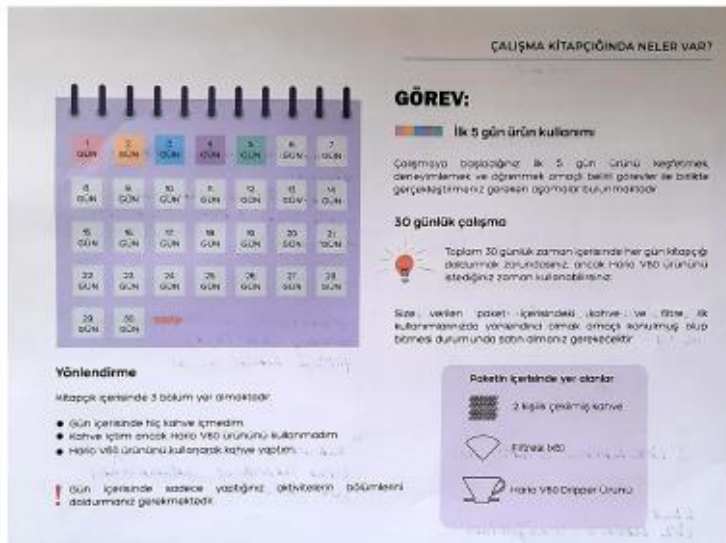 ÇALIŞMA KİTAPÇIĞINDA NELER VAR?
1 GÜN 2 GÜN 3 GÜN 4 GÜN 5 GÜN 6 GÜN 7 GÜN
8 GÜN 9 GÜN 10 GÜN 11 GÜN 12 GÜN 13 GÜN 14 GÜN
15 GÜN 16 GÜN 17 GÜN 18 GÜN 19 GÜN 20 GÜN 21 GÜN
22 GÜN 23 GÜN 24 GÜN 25 GÜN 26 GÜN 27 GÜN 28 GÜN
29 GÜN 30 GÜN
Yönlendirme
Kitapçık içerisinde 3 bölüm yer almaktadır.
Gün içerisinde hiç kahve içmedim.
Kahve içtim ancak Hario V60 ürününü kullanmadım
Hario V60 ürününü kullanarak kahve yaptım.
Gün içerisinde sadece yaptığınız aktivitelerin bölümlerini
doldurmanız gerekmektedir.
GÖREV:
İlk 5 gün ürün kullanımı
Çalışmaya başladığınız ilk 5 gün ürünü keşfetmek,
deneyimlemek ve öğrenmek amaçlı belirli görevler ile birlikte
gerçekleştirmeniz gereken aşamalar bulunmaktadır.
30 günlük çalışma
Toplam 30 günlük zaman içerisinde her gün kitapçığı
doldurmak zorundasınız, ancak Hario V60 ürününü
istediğiniz zaman kullanabilirsiniz.
Size verilen paket içerisindeki kahve ve filtre, ilk
kullanımlarınızda yönlendirici olmak amaçlı konulmuş olup
bitmesi durumunda satın almanız gerekecektir.
Paketin içerisinde yer alanlar
2 kişilik çekilmiş kahve
Filtresi
Hario V60 Dripper Ürünü